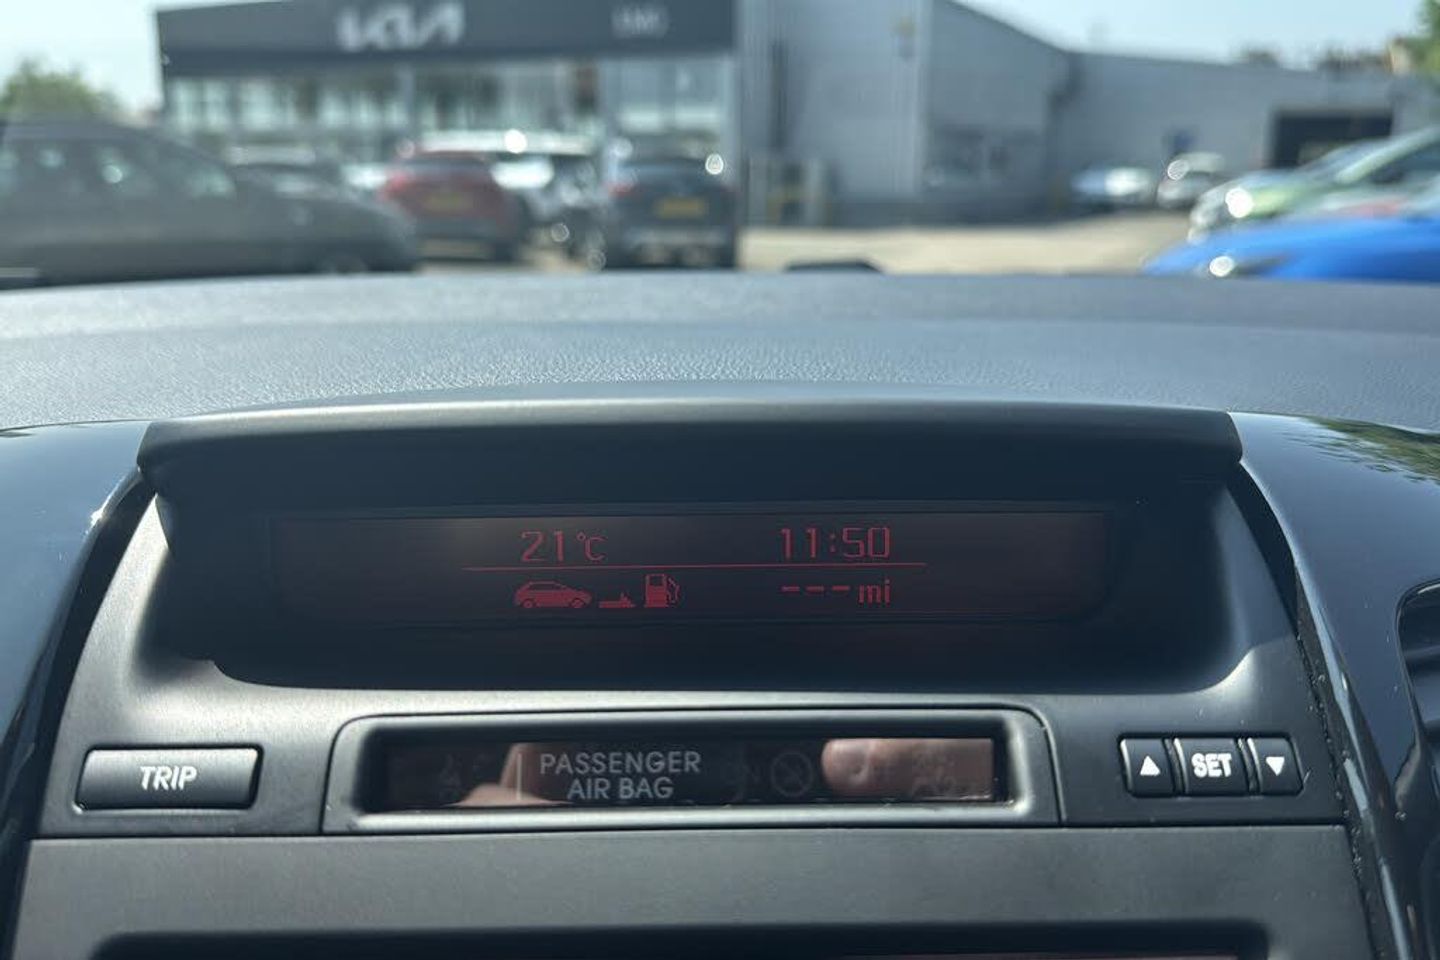 KIA
21°C 11:50
---mi
PASSENGER
AIR BAG
TRIP
SET